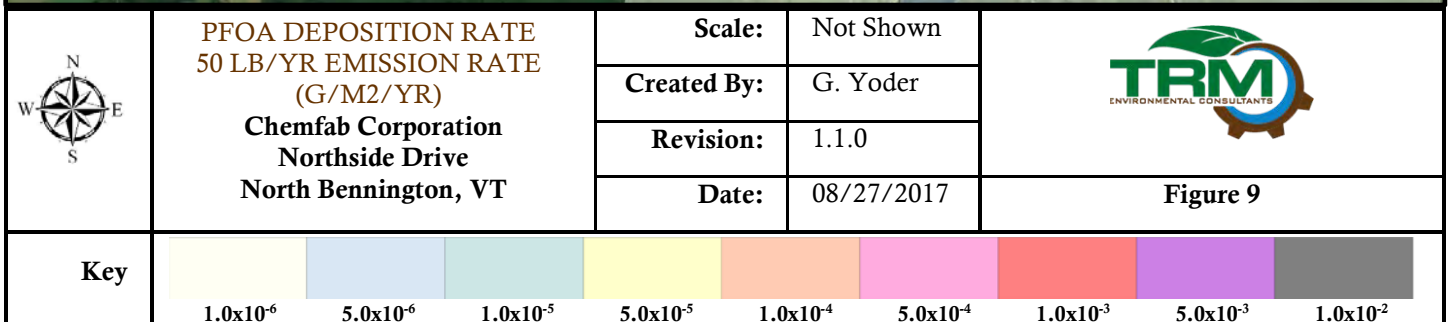 N
W E
S
PFOA DEPOSITION RATE
50 LB/YR EMISSION RATE
(G/M2/YR)
Chemfab Corporation
Northside Drive
North Bennington, VT
Scale: Not Shown
Created By: G. Yoder
Revision: 1.1.0
Date: 08/27/2017
TRM
ENVIRONMENTAL CONSULTANTS
Figure 9
Key
1.0x10⁻⁶ 5.0x10⁻⁶ 1.0x10⁻⁵ 5.0x10⁻⁵ 1.0x10⁻⁴ 5.0x10⁻⁴ 1.0x10⁻³ 5.0x10⁻³ 1.0x10⁻²